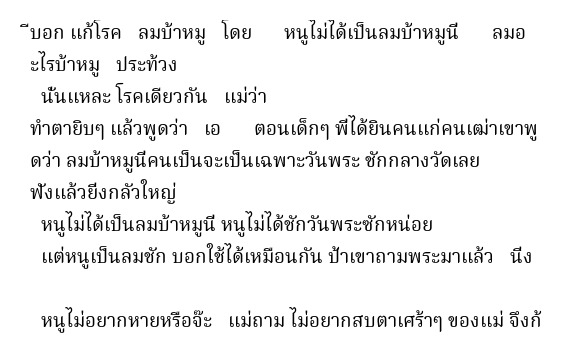 ีบอก แก้โรค ลมบ้าหมู โดย หนูไม่ได้เป็นลมบ้าหมูนี ลมอ
ะไรบ้าหมู ประท้วง
นั้นแหละ โรคเดียวกัน แม่ว่า
ทำตายิบๆ แล้วพูดว่า เอ ตอนเด็กๆ พี่ได้ยินคนแก่คนเฒ่าเขาพู
ดว่า ลมบ้าหมูนี่คนเป็นจะเป็นเฉพาะวันพระ ชักกลางวัดเลย
ฟังแล้วยิ่งกลัวใหญ่
หนูไม่ได้เป็นลมบ้าหมูนี่ หนูไม่ได้ชักวันพระซักหน่อย
แต่หนูเป็นลมชัก บอกใช้ได้เหมือนกัน ป้าเขาถามพระมาแล้ว นึง
หนูไม่อยากหายหรือจ๊ะ แม่ถาม ไม่อยากสบตาเศร้าๆ ของแม่ จึงก้